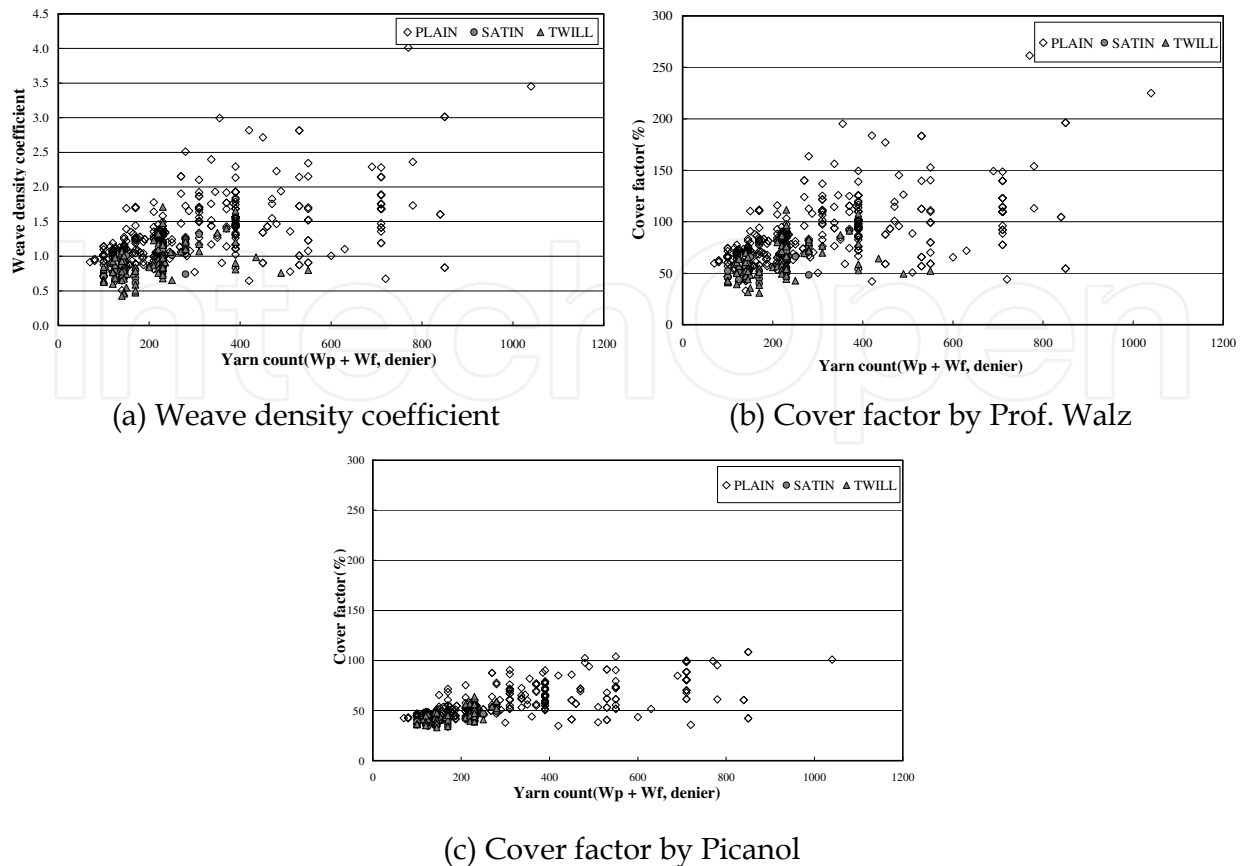 4.5
4.0
3.5
3.0
2.5
2.0
1.5
1.0
0.5
0.0
Weave density coefficient
PLAIN SATIN TWILL
0 200 400 600 800 1000 1200
Yarn count(Wp + Wf, denier)
(a) Weave density coefficient
300
250
200
150
100
50
0
Cover factor(%)
PLAIN SATIN TWILL
0 200 400 600 800 1000 1200
Yarn count(Wp + Wf, denier)
(b) Cover factor by Prof. Walz
300
250
200
150
100
50
0
Cover factor(%)
PLAIN SATIN TWILL
0 200 400 600 800 1000 1200
Yarn count(Wp + Wf, denier)
(c) Cover factor by Picanol
IntechOpen